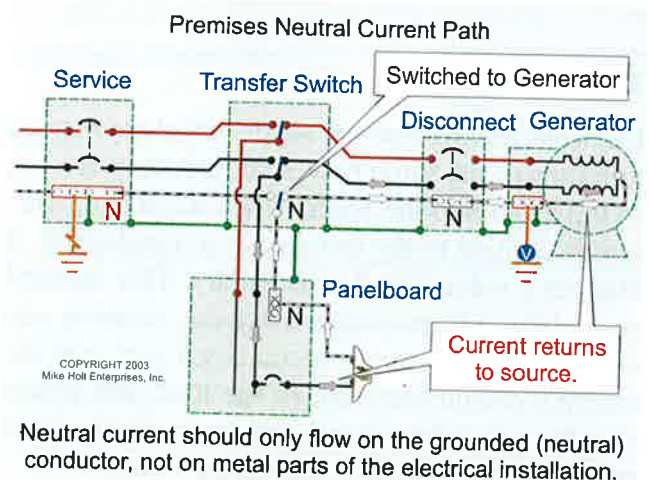 Premises Neutral Current Path
Service
Transfer Switch
Switched to Generator
Disconnect
Generator
N
N
N
V
Panelboard
N
Current returns
to source.
COPYRIGHT 2003
Mike Holt Enterprises, Inc.
Neutral current should only flow on the grounded (neutral)
conductor, not on metal parts of the electrical installation.